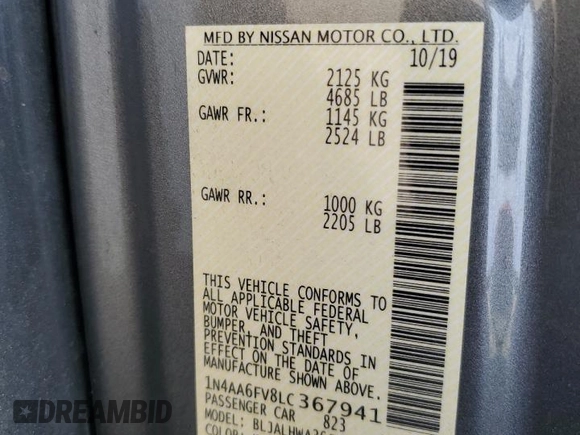 MFD BY NISSAN MOTOR CO., LTD.
DATE: 10/19
GVWR: 2125 KG
4685 LB
GAWR FR.: 1145 KG
2524 LB
GAWR RR.: 1000 KG
2205 LB
THIS VEHICLE CONFORMS TO
ALL APPLICABLE FEDERAL
MOTOR VEHICLE SAFETY,
BUMPER, AND THEFT
PREVENTION STANDARDS IN
EFFECT ON THE DATE OF
MANUFACTURE SHOWN ABOVE.
1N4AA6FV8LC367941
PASSENGER CAR 823
MODEL:
COLOR
DREAMBID